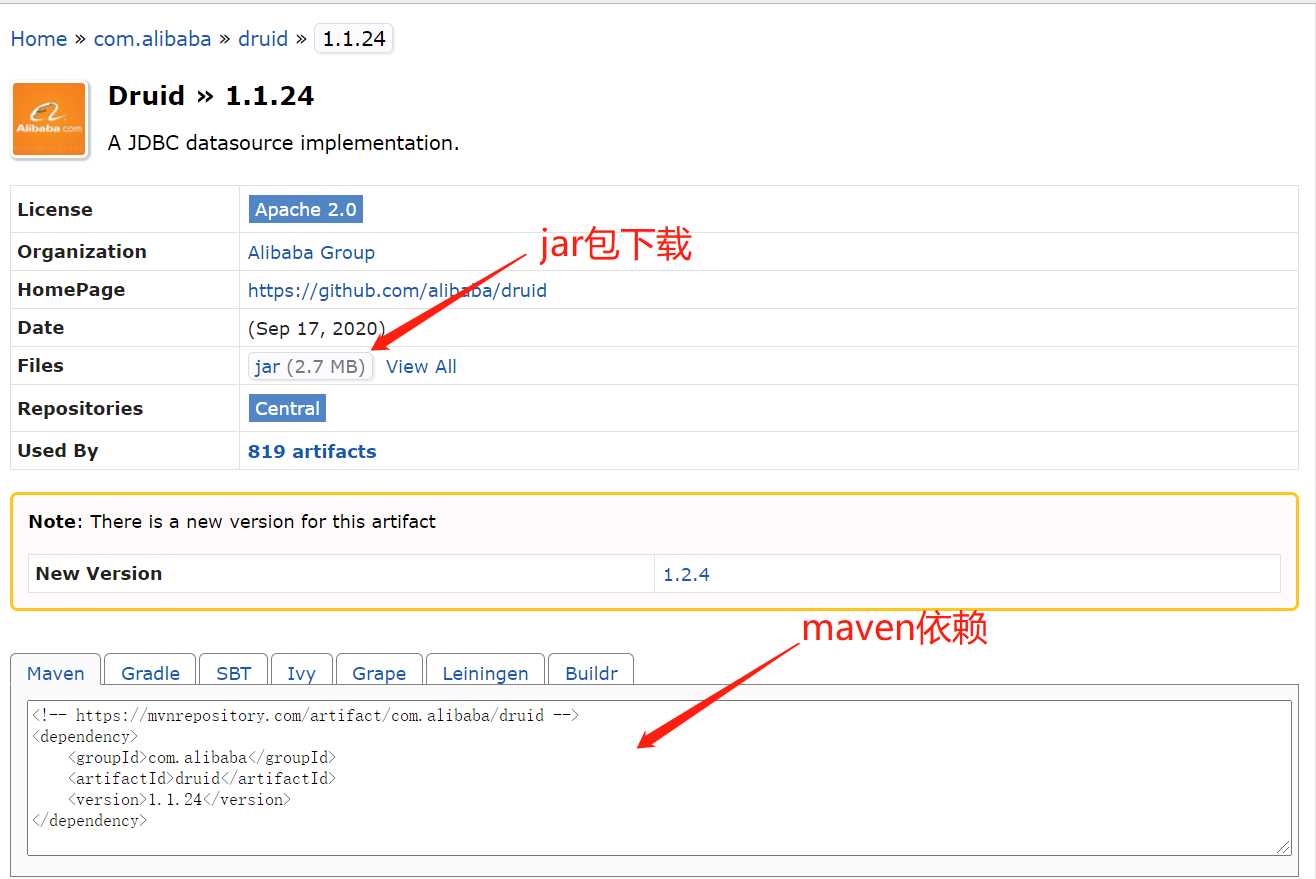 Home » com.alibaba » druid » 1.1.24
Druid » 1.1.24
Alibaba.com
A JDBC datasource implementation.
License Apache 2.0
jar包下载
Organization Alibaba Group
HomePage https://github.com/alibaba/druid
Date (Sep 17, 2020)
Files jar (2.7 MB) View All
Repositories Central
Used By 819 artifacts
Note: There is a new version for this artifact
New Version 1.2.4
maven依赖
Maven Gradle SBT Ivy Grape Leiningen Buildr
<!-- https://mvnrepository.com/artifact/com.alibaba/druid -->
<dependency>
    <groupId>com.alibaba</groupId>
    <artifactId>druid</artifactId>
    <version>1.1.24</version>
</dependency>